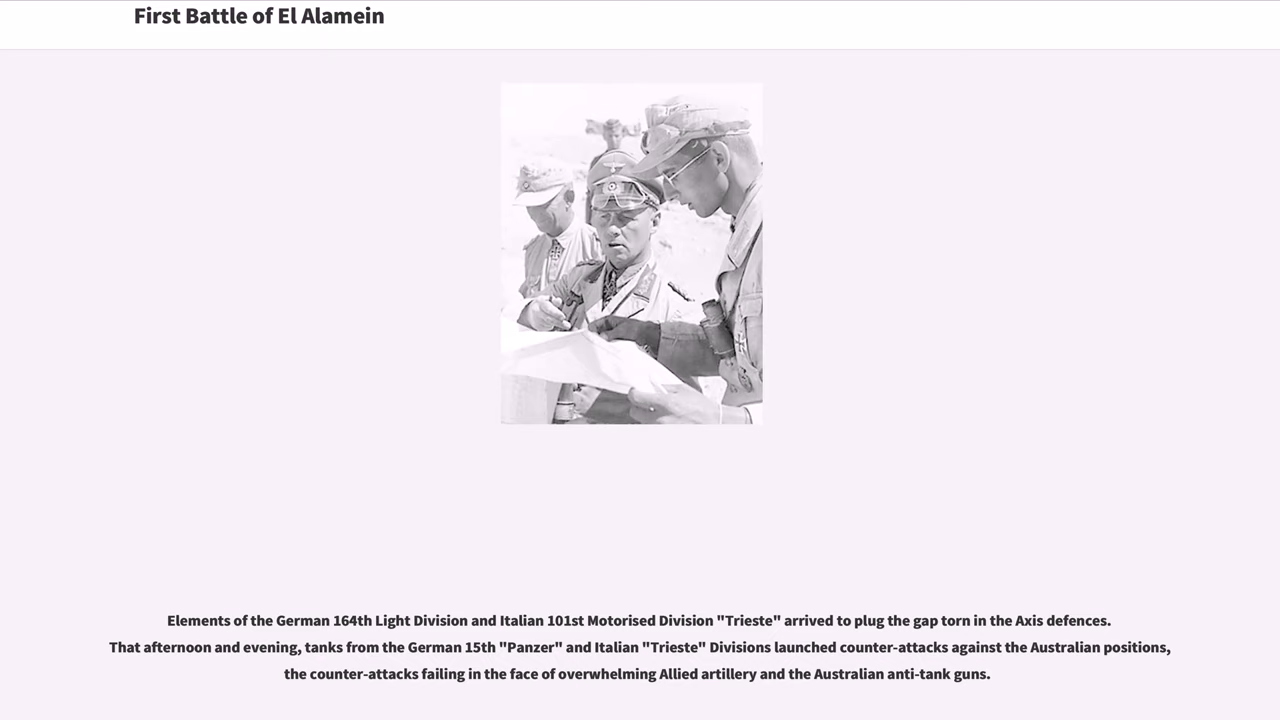 First Battle of El Alamein
Elements of the German 164th Light Division and Italian 101st Motorised Division "Trieste" arrived to plug the gap torn in the Axis defences.
That afternoon and evening, tanks from the German 15th "Panzer" and Italian "Trieste" Divisions launched counter-attacks against the Australian positions,
the counter-attacks failing in the face of overwhelming Allied artillery and the Australian anti-tank guns.